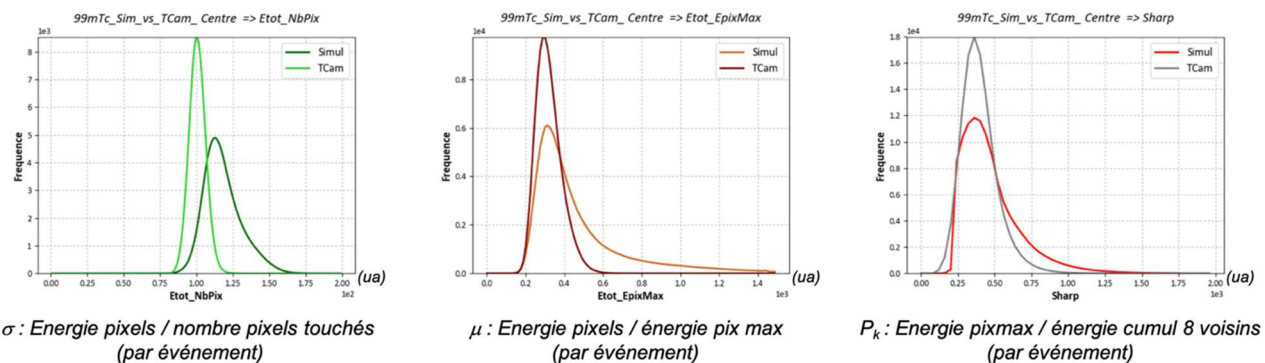 99mTc_Sim_vs_TCam_ Centre => Etot_NbPix
1e3
8
7
6
5
4
3
2
1
0
Frequence
Simul
TCam
0.00 0.25 0.50 0.75 1.00 1.25 1.50 1.75 2.00
1e2
Etot_NbPix
(ua)
σ : Energie pixels / nombre pixels touchés
(par événement)
99mTc_Sim_vs_TCam_ Centre => Etot_EpixMax
1e4
0.8
0.6
0.4
0.2
0.0
Frequence
Simul
TCam
0.0 0.2 0.4 0.6 0.8 1.0 1.2 1.4
1e3
Etot_EpixMax
(ua)
μ : Energie pixels / énergie pix max
(par événement)
99mTc_Sim_vs_TCam_ Centre => Sharp
1e4
1.8
1.6
1.4
1.2
1.0
0.8
0.6
0.4
0.2
0.0
Frequence
Simul
TCam
0.00 0.25 0.50 0.75 1.00 1.25 1.50 1.75 2.00
1e3
Sharp
(ua)
Pk : Energie pixmax / énergie cumul 8 voisins
(par événement)